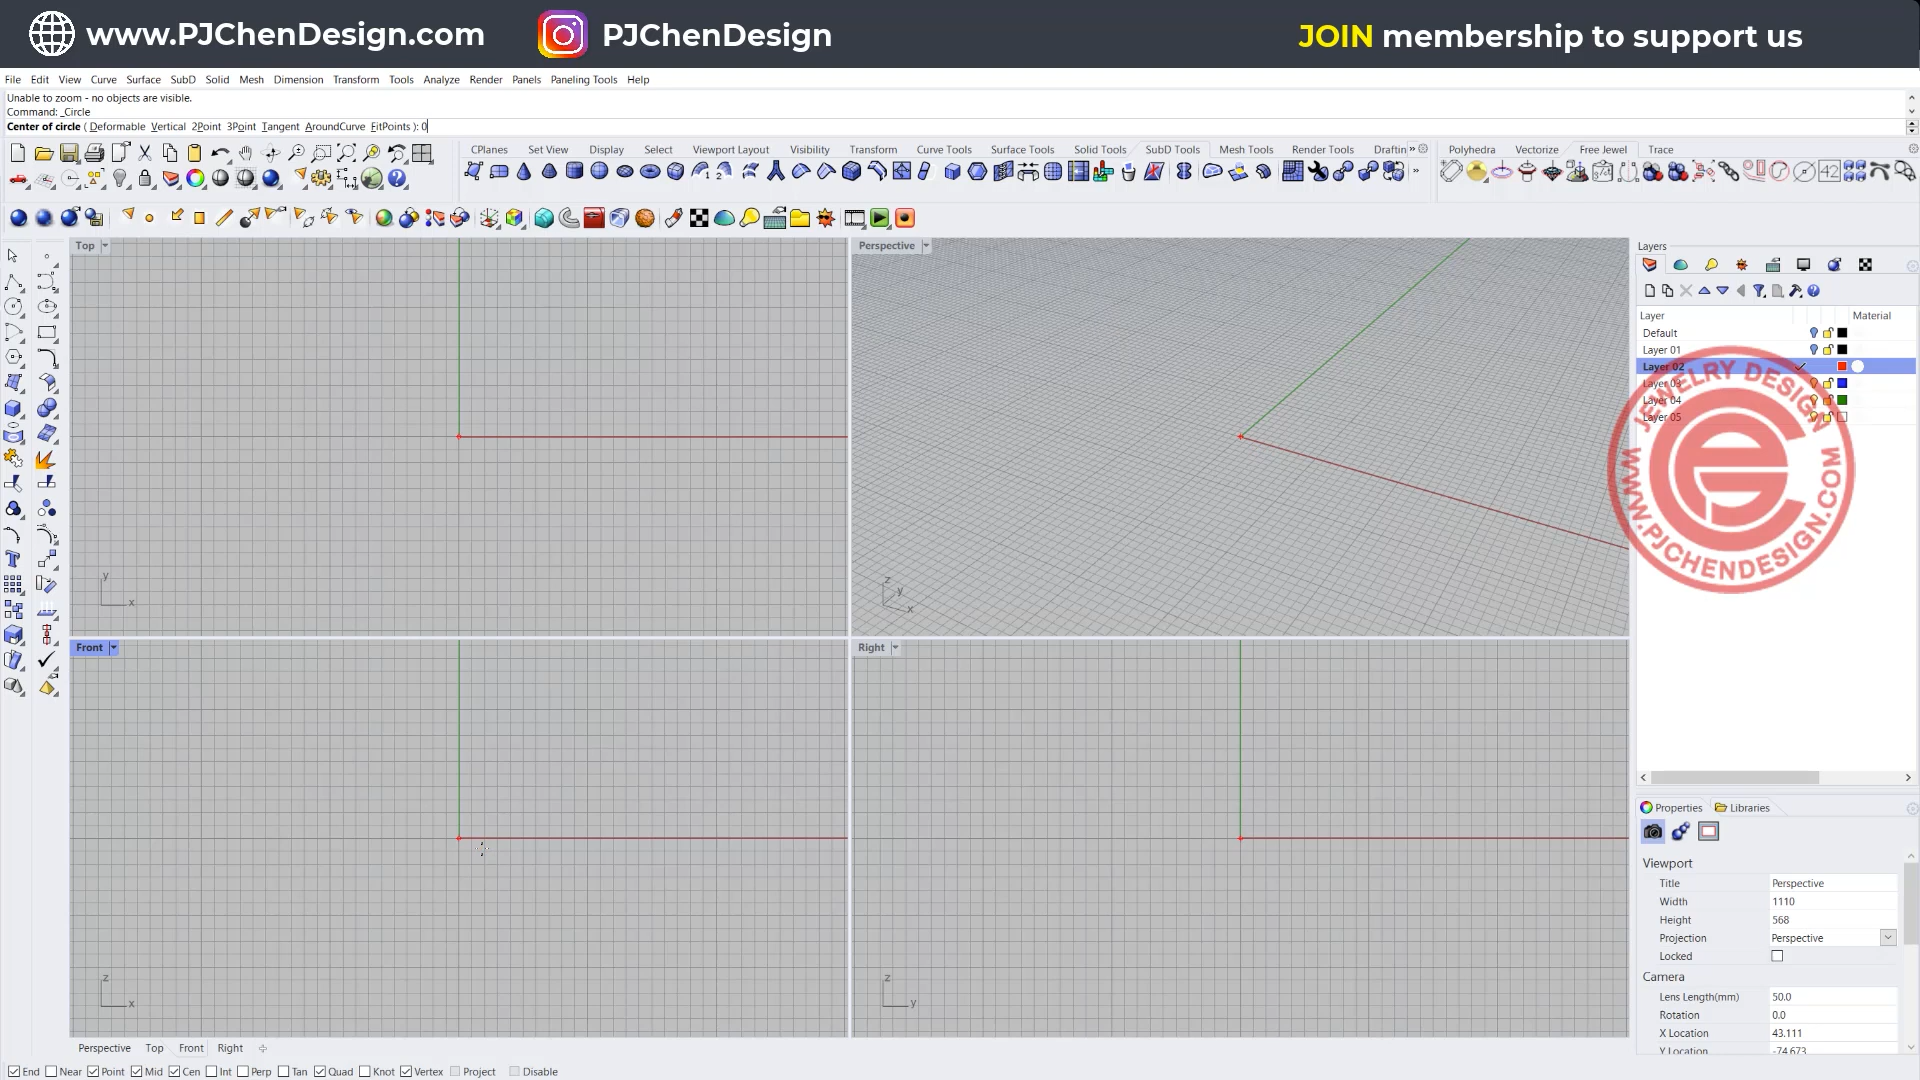 www.PJChenDesign.com
PJChenDesign
JOIN membership to support us
File Edit View Curve Surface SubD Solid Mesh Dimension Transform Tools Analyze Render Panels Paneling Tools Help
Unable to zoom - no objects are visible.
Command: _Circle
Center of circle ( Deformable Vertical 2Point 3Point Tangent AroundCurve FitPoints ): 0
CPlanes Set View Display Select Viewport Layout Visibility Transform Curve Tools Surface Tools Solid Tools SubD Tools Mesh Tools Render Tools Draftin »
Polyhedra Vectorize Free Jewel Trace
Top
Perspective
Layers
Layer Material
Default
Layer 01
Layer 02
Layer 03
Layer 04
Layer 05
JEWELRY DESIGN
WWW.PJCHENDESIGN.COM
y
x
z
y
x
Front
Right
z
x
z
y
Properties Libraries
Viewport
Title Perspective
Width 1110
Height 568
Projection Perspective
Locked
Camera
Lens Length(mm) 50.0
Rotation 0.0
X Location 43.111
Y Location -74.673
Perspective Top Front Right
End Near Point Mid Cen Int Perp Tan Quad Knot Vertex Project Disable